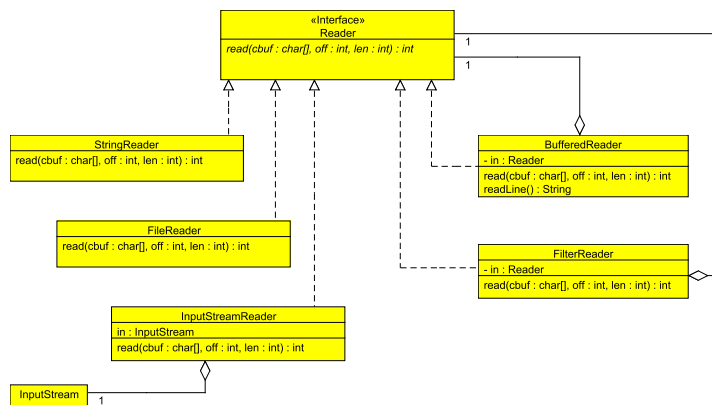 «Interface»
Reader
read(cbuf : char[], off : int, len : int) : int
1
1
StringReader
read(cbuf : char[], off : int, len : int) : int
BufferedReader
- in : Reader
read(cbuf : char[], off : int, len : int) : int
readLine() : String
FileReader
read(cbuf : char[], off : int, len : int) : int
FilterReader
- in : Reader
read(cbuf : char[], off : int, len : int) : int
InputStreamReader
in : InputStream
read(cbuf : char[], off : int, len : int) : int
InputStream
1